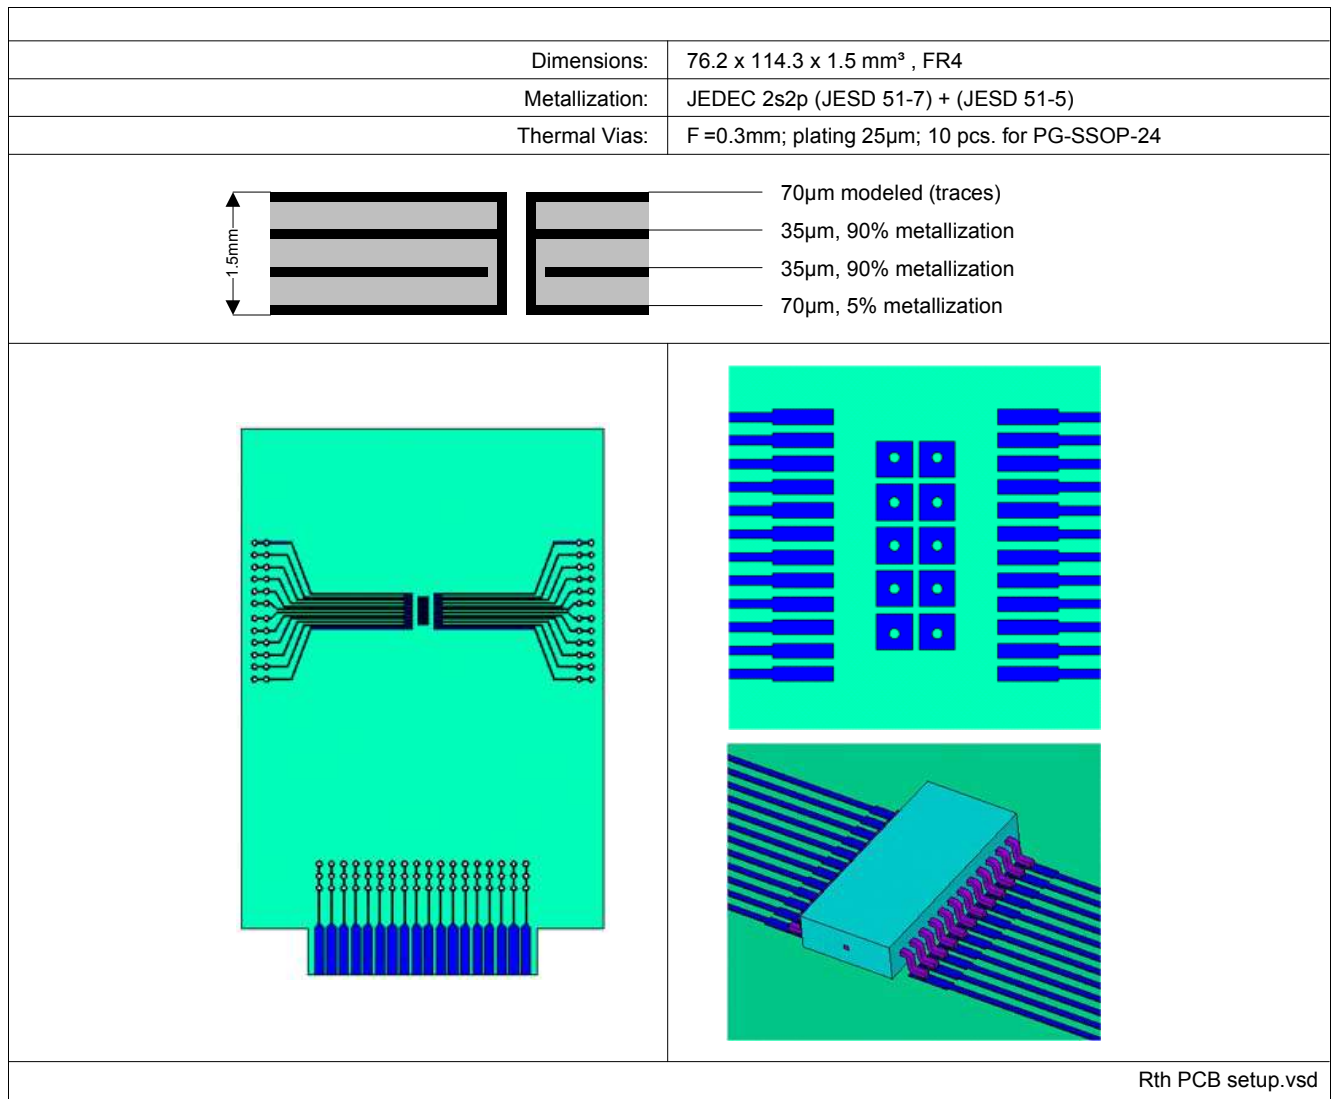 Dimensions: 76.2 x 114.3 x 1.5 mm³ , FR4
Metallization: JEDEC 2s2p (JESD 51-7) + (JESD 51-5)
Thermal Vias: F =0.3mm; plating 25µm; 10 pcs. for PG-SSOP-24
70µm modeled (traces)
35µm, 90% metallization
1.5mm
35µm, 90% metallization
70µm, 5% metallization
Rth PCB setup.vsd